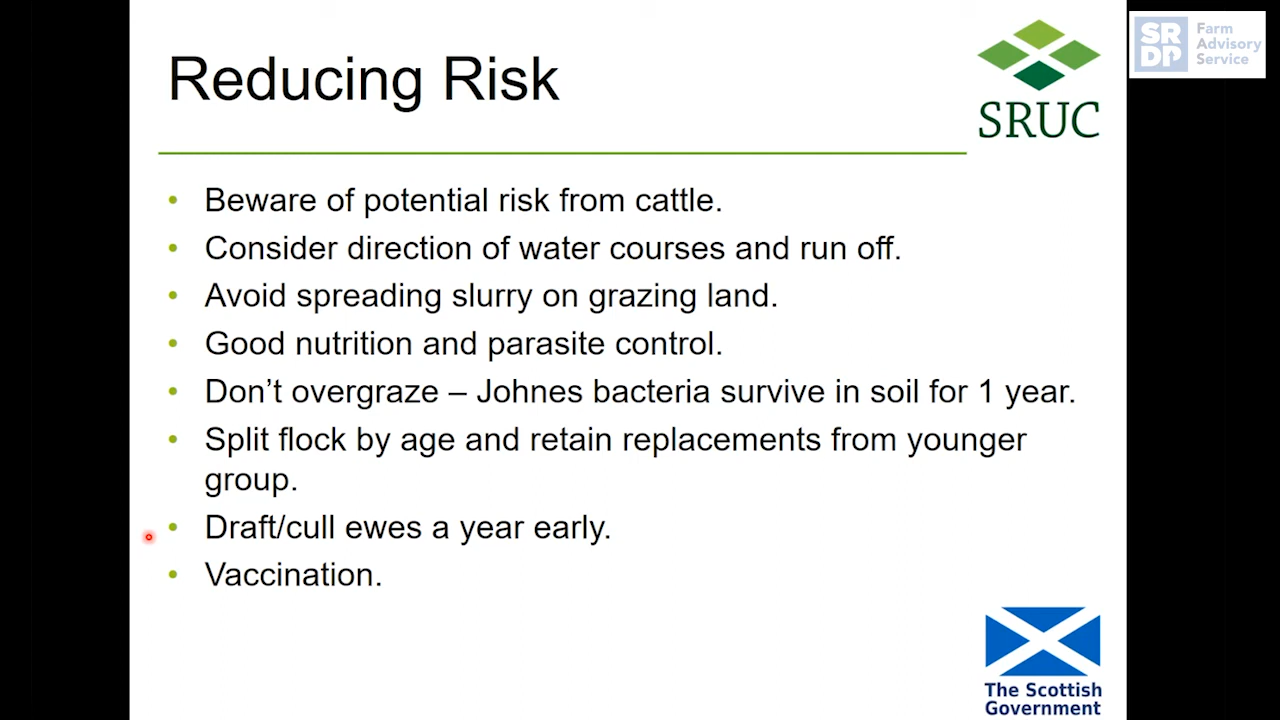 Reducing Risk
SRUC
SRDP
Farm
Advisory
Service
• Beware of potential risk from cattle.
• Consider direction of water courses and run off.
• Avoid spreading slurry on grazing land.
• Good nutrition and parasite control.
• Don’t overgraze – Johnes bacteria survive in soil for 1 year.
• Split flock by age and retain replacements from younger
group.
• Draft/cull ewes a year early.
• Vaccination.
The Scottish
Government